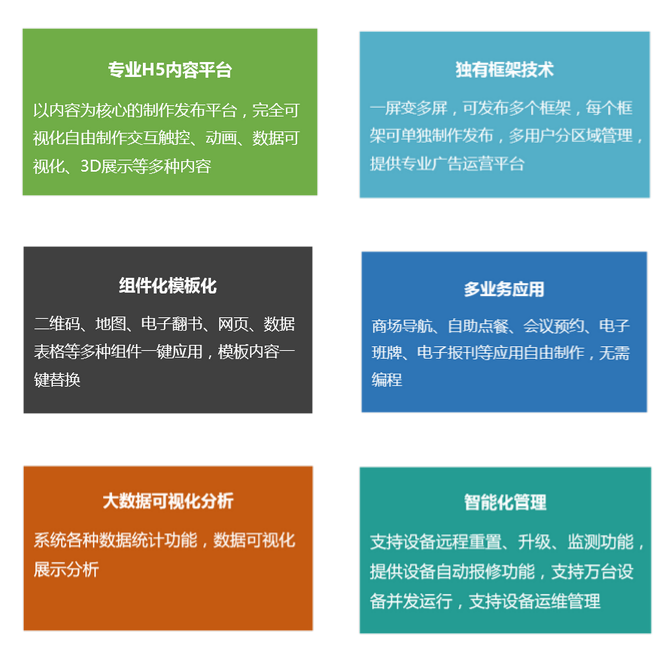 专业H5内容平台
以内容为核心的制作发布平台，完全可
视化自由制作交互触控、动画、数据可
视化、3D展示等多种内容
独有框架技术
一屏变多屏，可发布多个框架，每个框
架可单独制作发布，多用户分区域管理，
提供专业广告运营平台
组件化模板化
二维码、地图、电子翻书、网页、数据
表格等多种组件一键应用，模板内容一
键替换
多业务应用
商场导航、自助点餐、会议预约、电子
班牌、电子报刊等应用自由制作，无需
编程
大数据可视化分析
系统各种数据统计功能，数据可视化
展示分析
智能化管理
支持设备远程重置、升级、监测功能，
提供设备自动报修功能，支持万台设
备并发运行，支持设备运维管理